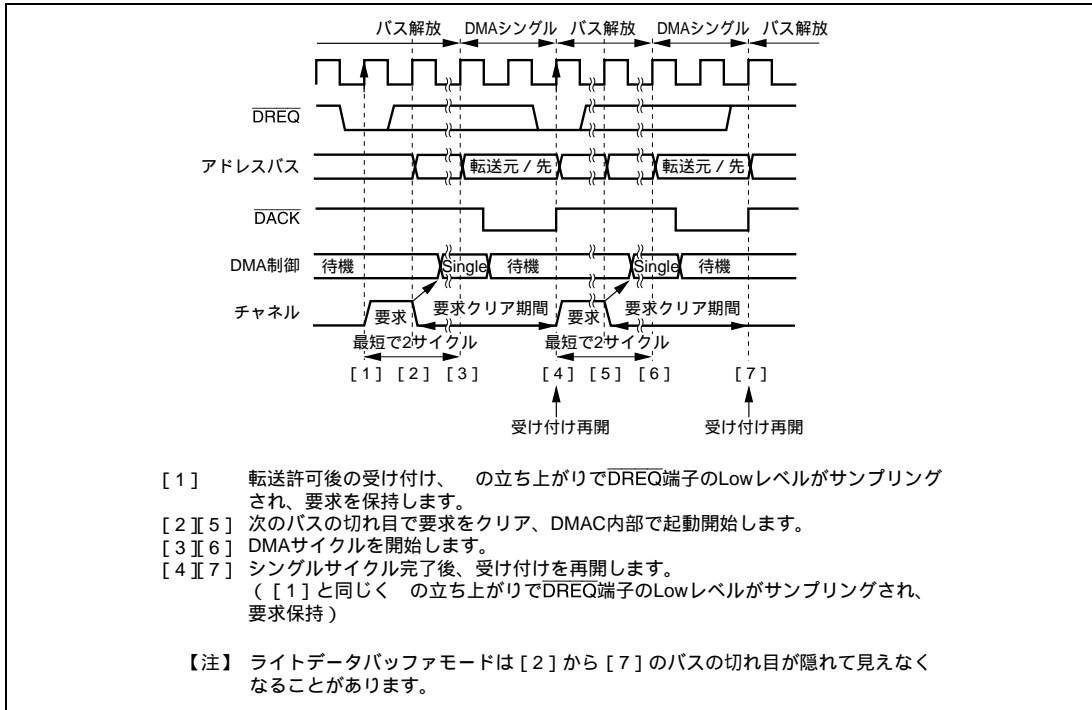 バス解放 DMAシングル バス解放 DMAシングル バス解放
DREQ
アドレスバス 転送元 / 先 転送元 / 先
DACK
DMA制御 待機 Single 待機 Single 待機
チャネル 要求 要求クリア期間 要求 要求クリア期間
最短で2サイクル 最短で2サイクル
[1] [2] [3] [4] [5] [6] [7]
受け付け再開 受け付け再開
[1] 転送許可後の受け付け、 の立ち上がりでDREQ端子のLowレベルがサンプリング
され、要求を保持します。
[2][5] 次のバスの切れ目で要求をクリア、DMAC内部で起動開始します。
[3][6] DMAサイクルを開始します。
[4][7] シングルサイクル完了後、受け付けを再開します。
([1]と同じく の立ち上がりでDREQ端子のLowレベルがサンプリングされ、
要求保持)
【注】 ライトデータバッファモードは[2]から[7]のバスの切れ目が隠れて見えなく
なることがあります。